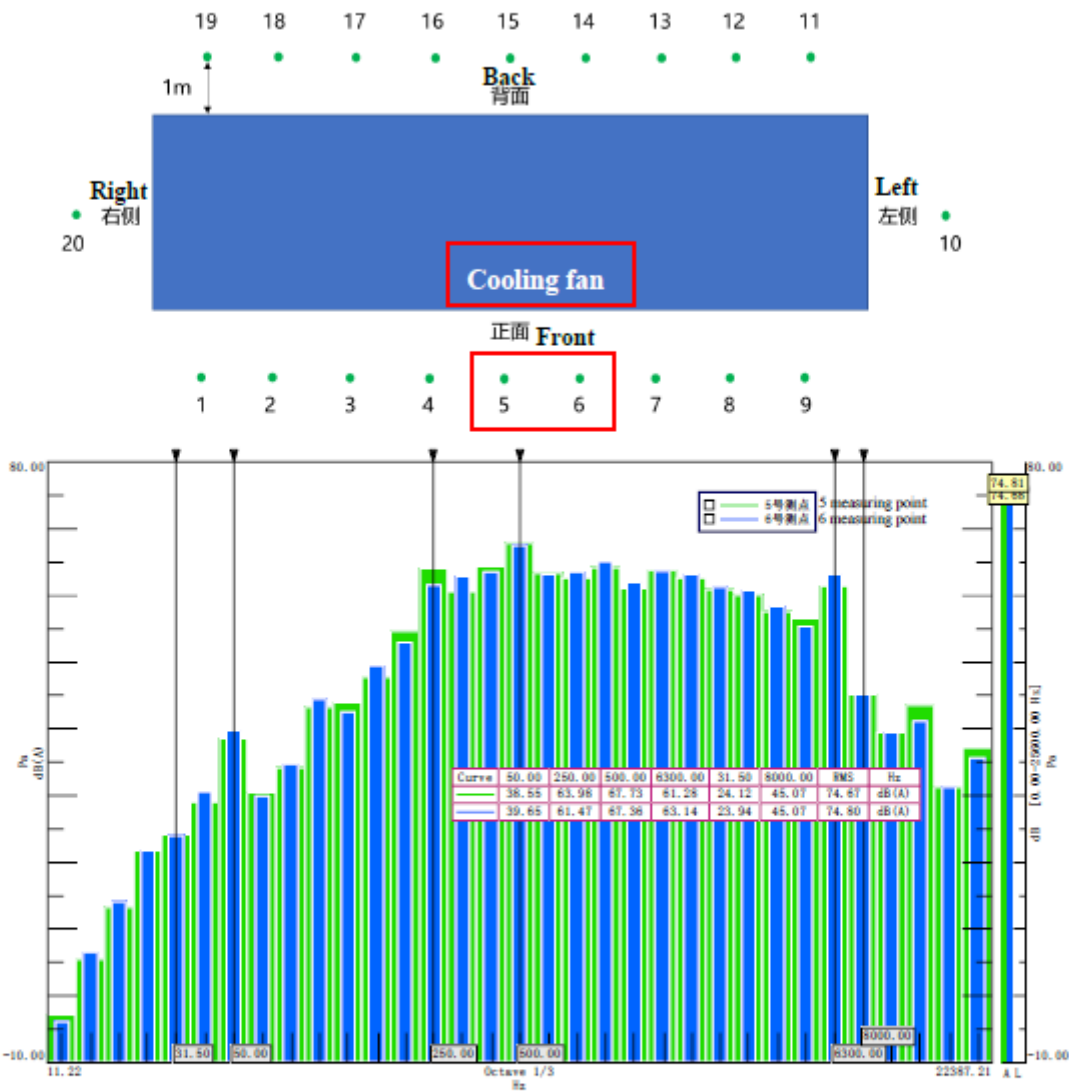 19 18 17 16 15 14 13 12 11
1m
Back
背面
Right
右侧
20
Left
左侧
10
Cooling fan
正面 Front
1 2 3 4 5 6 7 8 9
80.00
80.00
74.81
5号测点 5 measuring point
6号测点 6 measuring point
Pa
dB(A)
Curve 50.00 250.00 500.00 6300.00 31.50 8000.00 RMS Hz
38.55 63.98 67.73 61.28 24.12 45.07 74.67 dB(A)
39.65 61.47 67.36 63.14 23.94 45.07 74.80 dB(A)
Pa
31.50 50.00 250.00 500.00 6300.00 8000.00
-10.00
-10.00
11.22
Octave 1/3
22387.21
A L
Hz